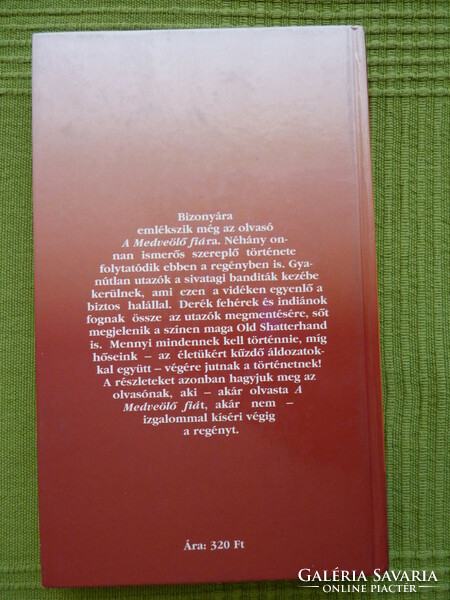 Bizonyára
emlékszik még az olvasó
A Medveölő fiára. Néhány on-
nan ismerős szereplő története
folytatódik ebben a regényben is. Gya-
nútlan utazók a sivatagi banditák kezébe
kerülnek, ami ezen a vidéken egyenlő a
biztos halállal. Derék fehérek és indiánok
fognak össze az utazók megmentésére, sőt
megjelenik a színen maga Old Shatterhand
is. Mennyi mindennek kell történnie, míg
hőseink – az életükért küzdő áldozatok-
kal együtt – végére jutnak a történetnek!
A részleteket azonban hagyjuk meg az
olvasónak, aki – akár olvasta A
Medveölő fiát, akár nem –
izgalommal kíséri végig
a regényt.
Ára: 320 Ft
GALÉRIA SAVARIA
ONLINE PIACTÉR